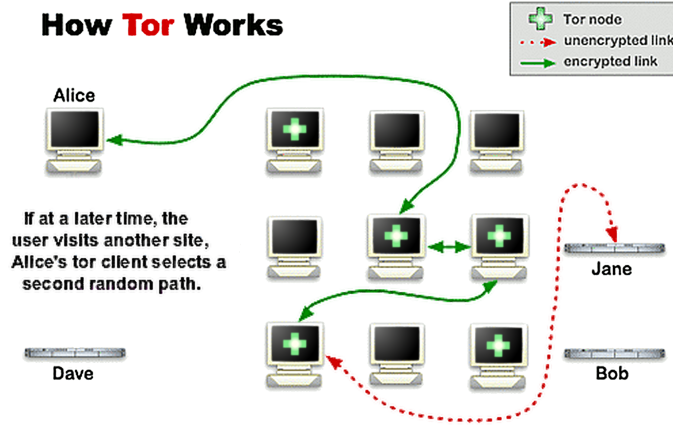 How Tor Works
Tor node
unencrypted link
encrypted link
Alice
If at a later time, the
user visits another site,
Alice's tor client selects a
second random path.
Jane
Dave
Bob